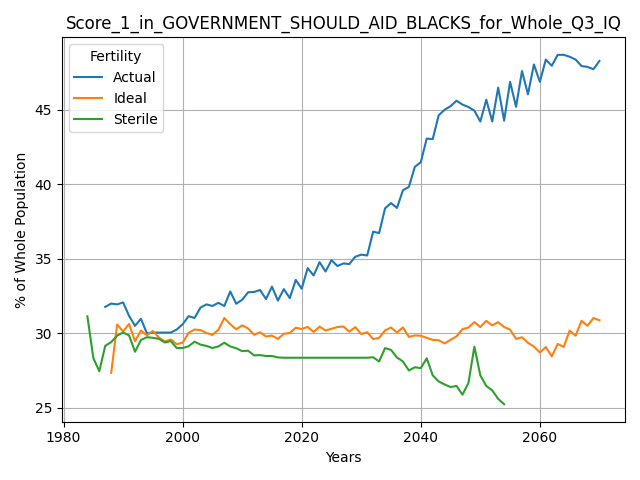 Score_1_in_GOVERNMENT_SHOULD_AID_BLACKS_for_Whole_Q3_IQ
Fertility
Actual
Ideal
Sterile
% of Whole Population
45
40
35
30
25
1980
2000
2020
2040
2060
Years